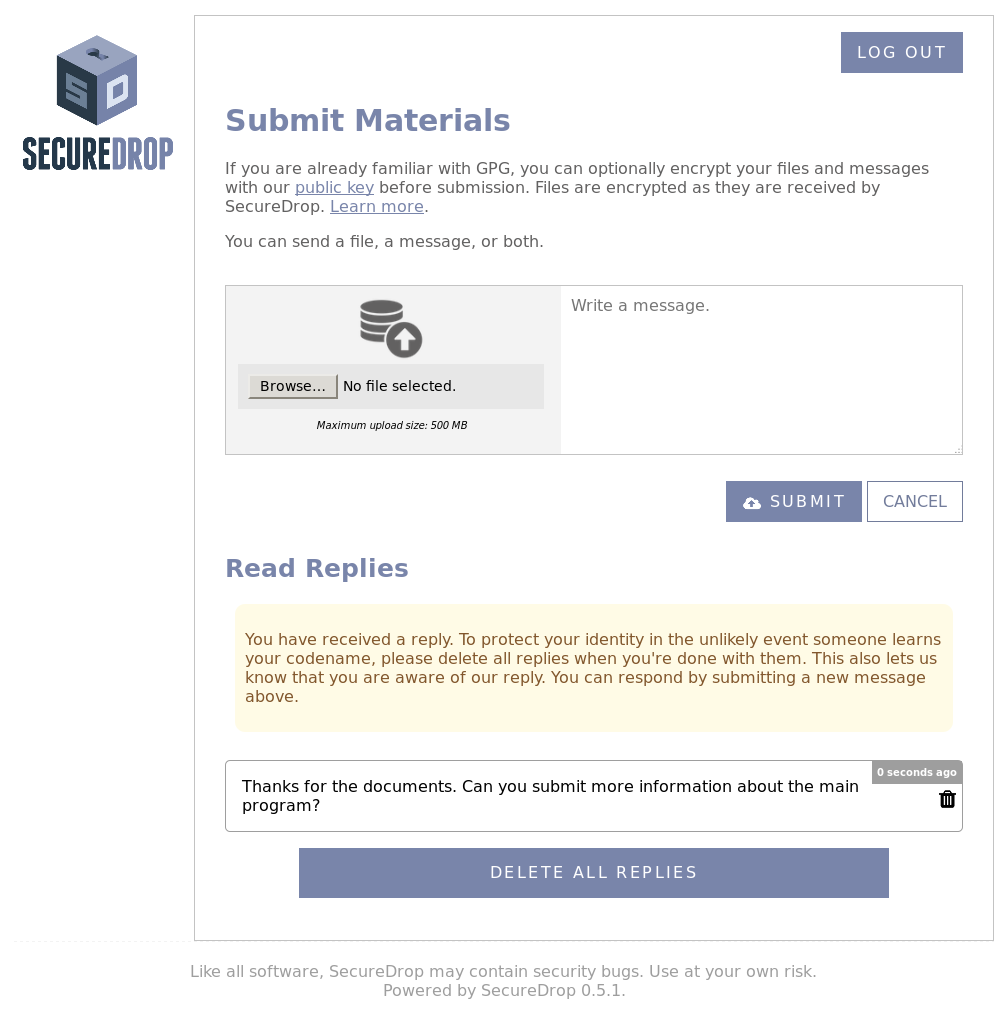 SD
SECUREDROP
LOG OUT
Submit Materials
If you are already familiar with GPG, you can optionally encrypt your files and messages
with our public key before submission. Files are encrypted as they are received by
SecureDrop. Learn more.
You can send a file, a message, or both.
Write a message.
Browse... No file selected.
Maximum upload size: 500 MB
SUBMIT CANCEL
Read Replies
You have received a reply. To protect your identity in the unlikely event someone learns
your codename, please delete all replies when you're done with them. This also lets us
know that you are aware of our reply. You can respond by submitting a new message
above.
0 seconds ago
Thanks for the documents. Can you submit more information about the main
program?
DELETE ALL REPLIES
Like all software, SecureDrop may contain security bugs. Use at your own risk.
Powered by SecureDrop 0.5.1.